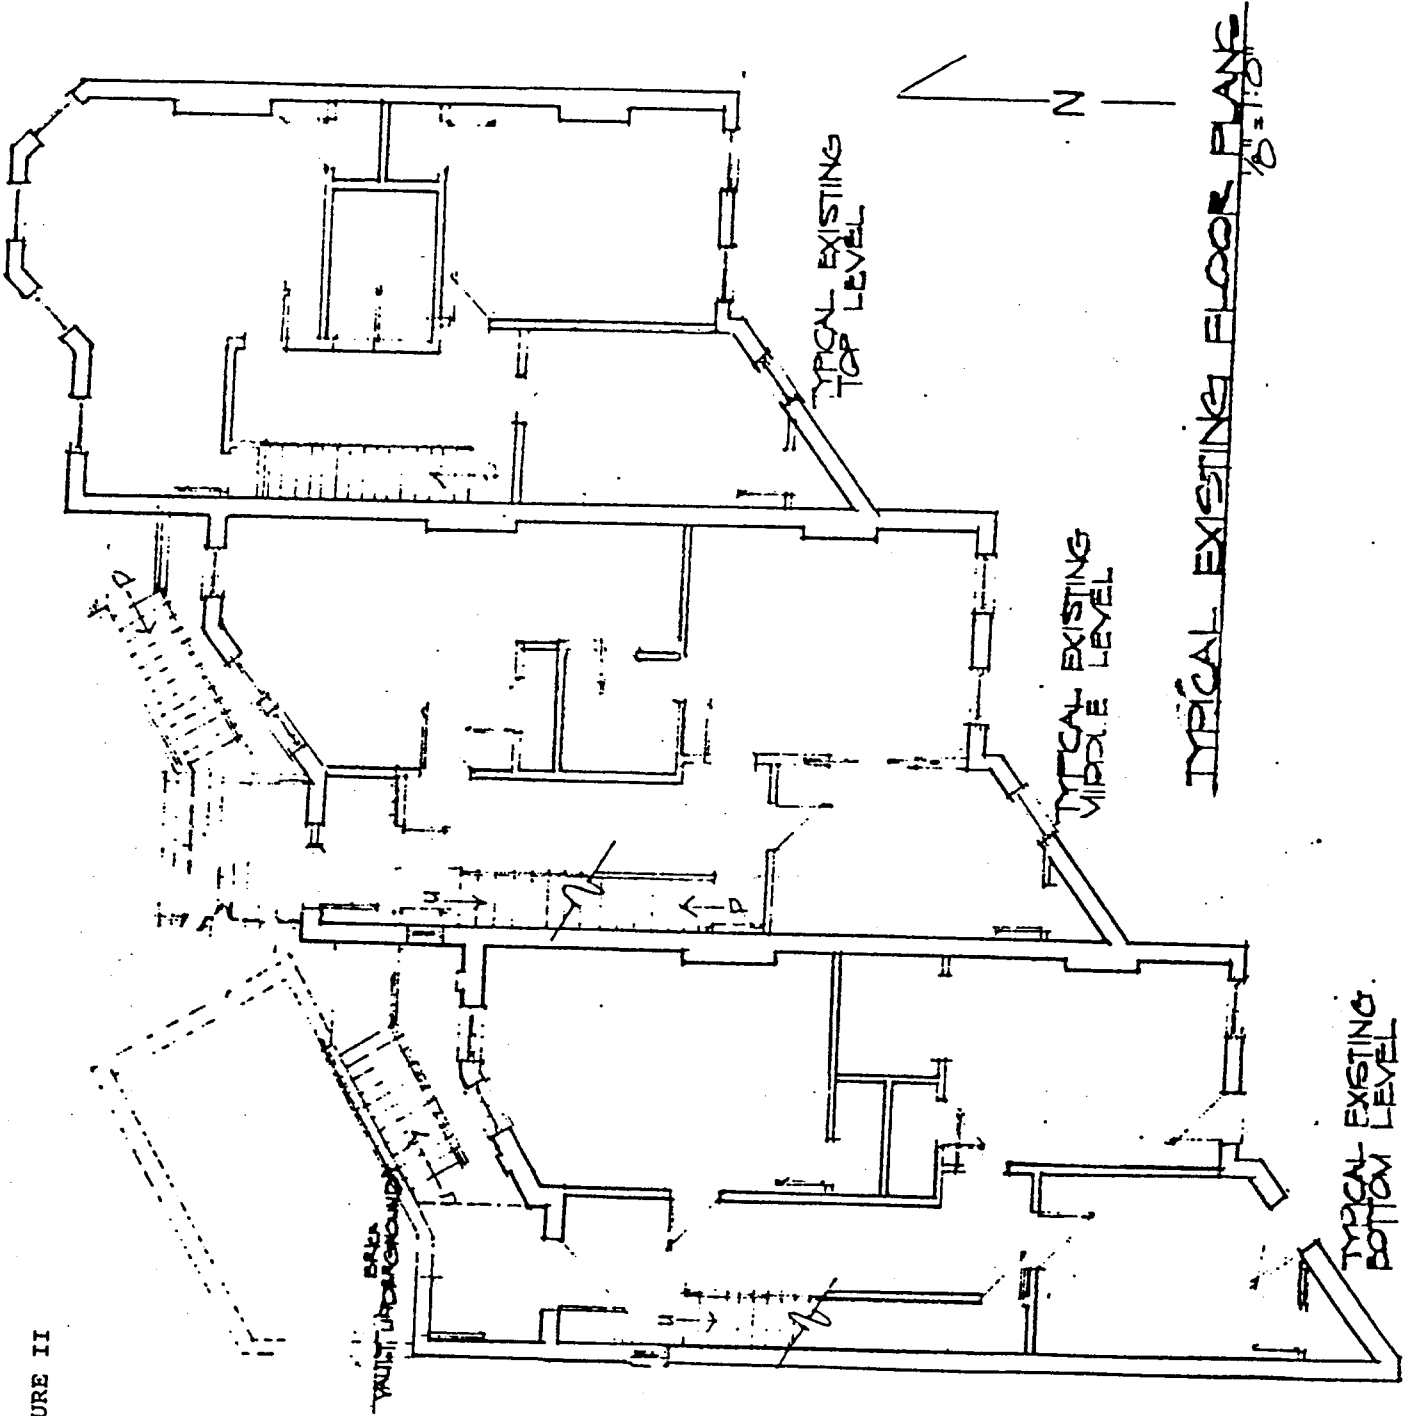 URE II
TYPICAL EXISTING
TOP LEVEL
TYPICAL EXISTING
MIDDLE LEVEL
TYPICAL EXISTING
BOTTOM LEVEL
BRICK
VAULT UNDERGROUND
U
D
U
D
D
N
TYPICAL EXISTING FLOOR PLANS
1/8" = 1'-0"